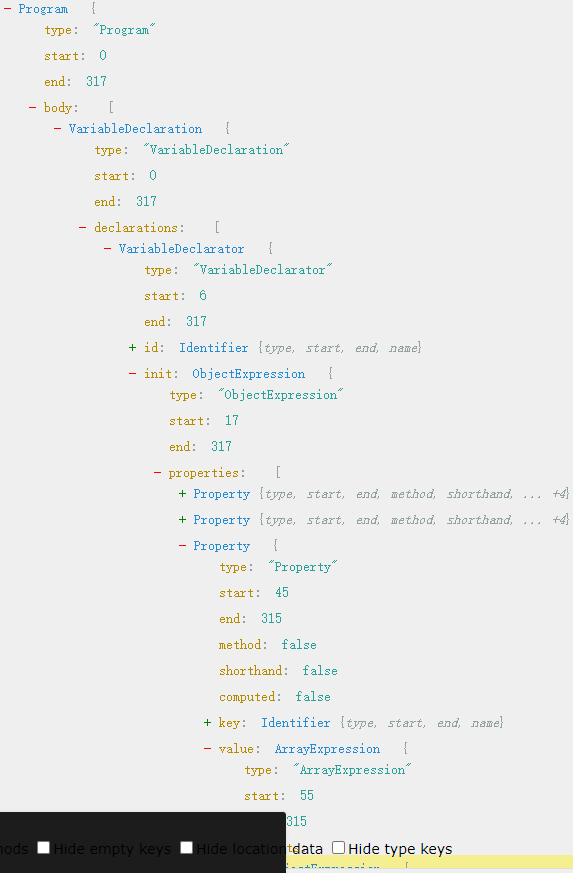 − Program {
type: "Program"
start: 0
end: 317
− body: [
− VariableDeclaration {
type: "VariableDeclaration"
start: 0
end: 317
− declarations: [
− VariableDeclarator {
type: "VariableDeclarator"
start: 6
end: 317
+ id: Identifier {type, start, end, name}
− init: ObjectExpression {
type: "ObjectExpression"
start: 17
end: 317
− properties: [
+ Property {type, start, end, method, shorthand, ... +4}
+ Property {type, start, end, method, shorthand, ... +4}
− Property {
type: "Property"
start: 45
end: 315
method: false
shorthand: false
computed: false
+ key: Identifier {type, start, end, name}
− value: ArrayExpression {
type: "ArrayExpression"
start: 55
315
Hide empty keys Hide location data Hide type keys